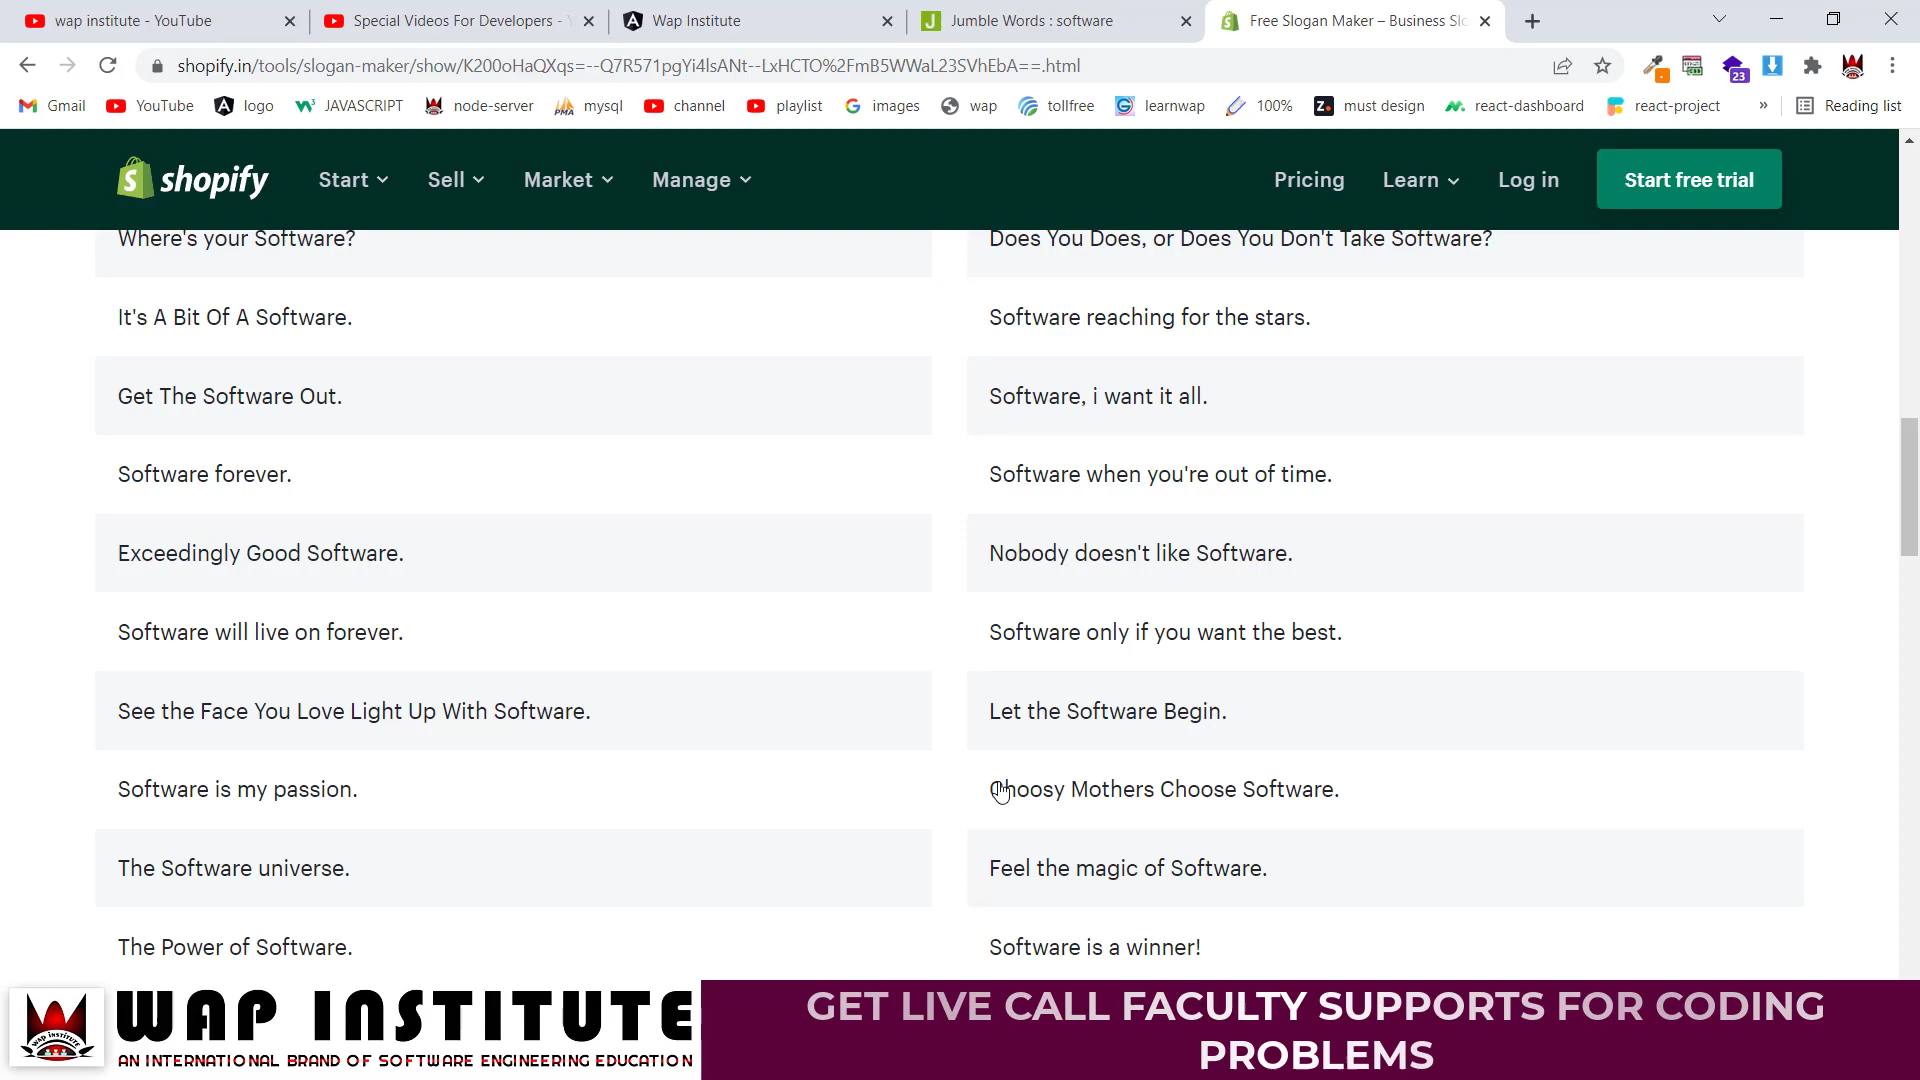 wap institute - YouTube
Special Videos For Developers -
Wap Institute
Jumble Words : software
Free Slogan Maker – Business Slo
shopify.in/tools/slogan-maker/show/K200oHaQXqs=--Q7R571pgYi4lsANt--LxHCTO%2FmB5WWaL23SVhEbA==.html
23
Gmail
YouTube
logo
JAVASCRIPT
node-server
mysql
channel
playlist
images
wap
tollfree
learnwap
100%
must design
react-dashboard
react-project
»
Reading list
shopify
Start
Sell
Market
Manage
Pricing
Learn
Log in
Start free trial
Where's your Software?
Does You Does, or Does You Don't Take Software?
It's A Bit Of A Software.
Software reaching for the stars.
Get The Software Out.
Software, i want it all.
Software forever.
Software when you're out of time.
Exceedingly Good Software.
Nobody doesn't like Software.
Software will live on forever.
Software only if you want the best.
See the Face You Love Light Up With Software.
Let the Software Begin.
Software is my passion.
Choosy Mothers Choose Software.
The Software universe.
Feel the magic of Software.
The Power of Software.
Software is a winner!
WAP INSTITUTE
AN INTERNATIONAL BRAND OF SOFTWARE ENGINEERING EDUCATION
GET LIVE CALL FACULTY SUPPORTS FOR CODING
PROBLEMS